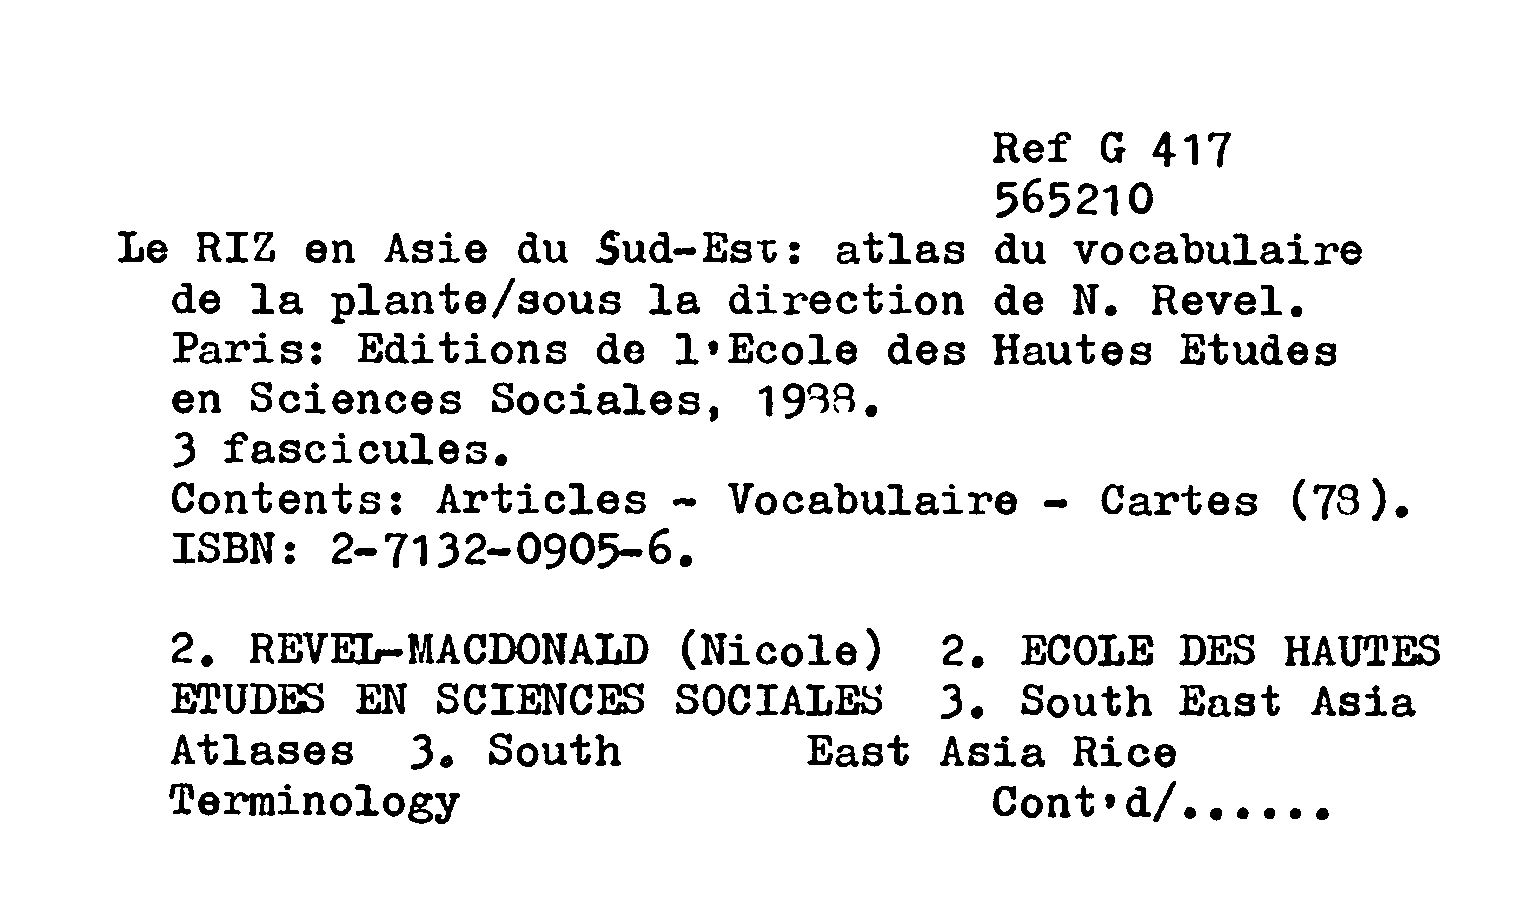 Ref G 417
565210
Le RIZ en Asie du Sud-Est: atlas du vocabulaire
de la plante/sous la direction de N. Revel.
Paris: Editions de l'Ecole des Hautes Etudes
en Sciences Sociales, 1988.
3 fascicules.
Contents: Articles - Vocabulaire - Cartes (78).
ISBN: 2-7132-0905-6.
2. REVEL-MACDONALD (Nicole) 2. ECOLE DES HAUTES
ETUDES EN SCIENCES SOCIALES 3. South East Asia
Atlases 3. South East Asia Rice
Terminology Cont'd/......